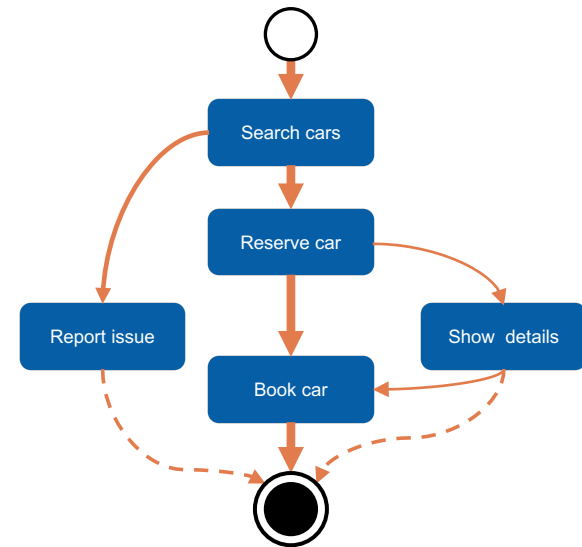 Search cars
Reserve car
Report issue
Show  details
Book car